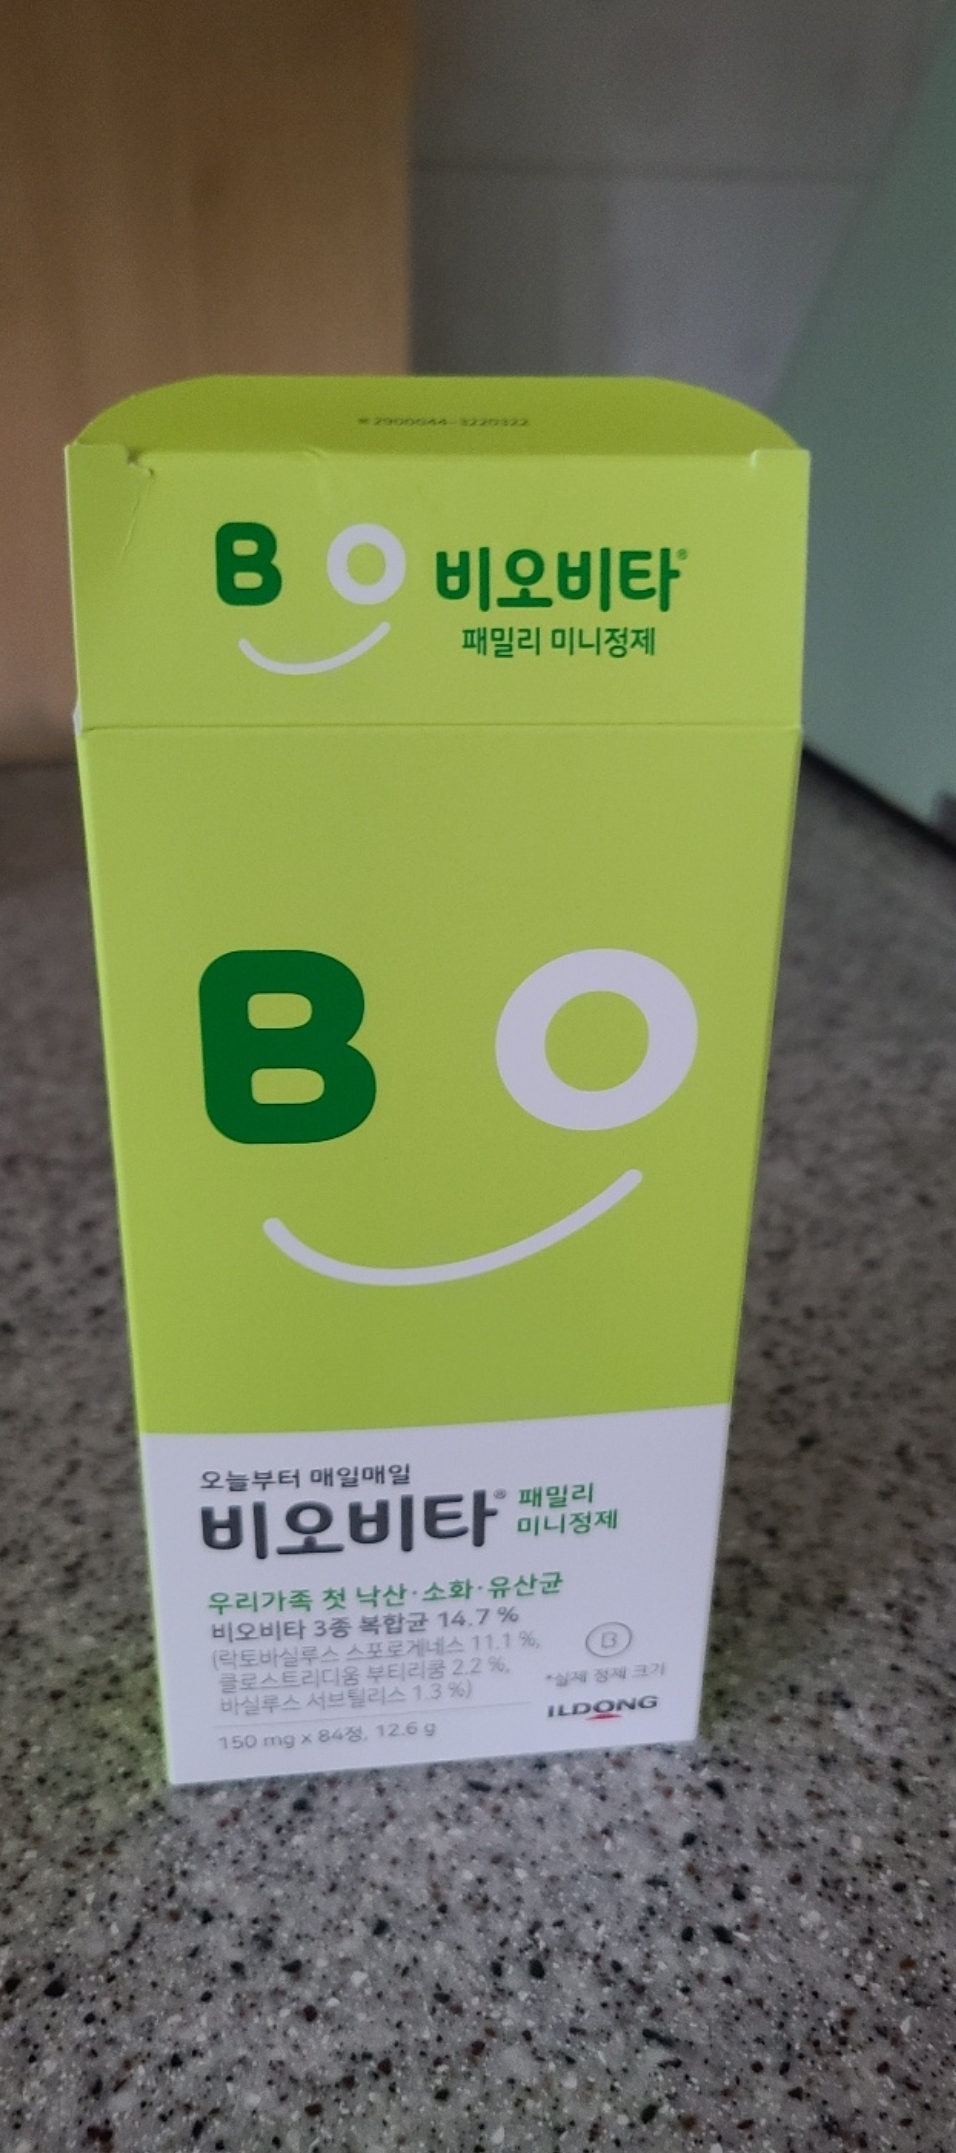 ※2900044-3220322
BO 비오비타®
패밀리 미니정제
BO
오늘부터 매일매일
비오비타® 패밀리
미니정제
우리가족 첫 낙산·소화·유산균
비오비타 3종 복합균 14.7 %
(락토바실루스 스포로게네스 11.1 %,
클로스트리디움 부티리쿰 2.2 %,
바실루스 서브틸리스 1.3 %)
B
*실제 정제 크기
150 mg x 84정, 12.6 g
ILDONG